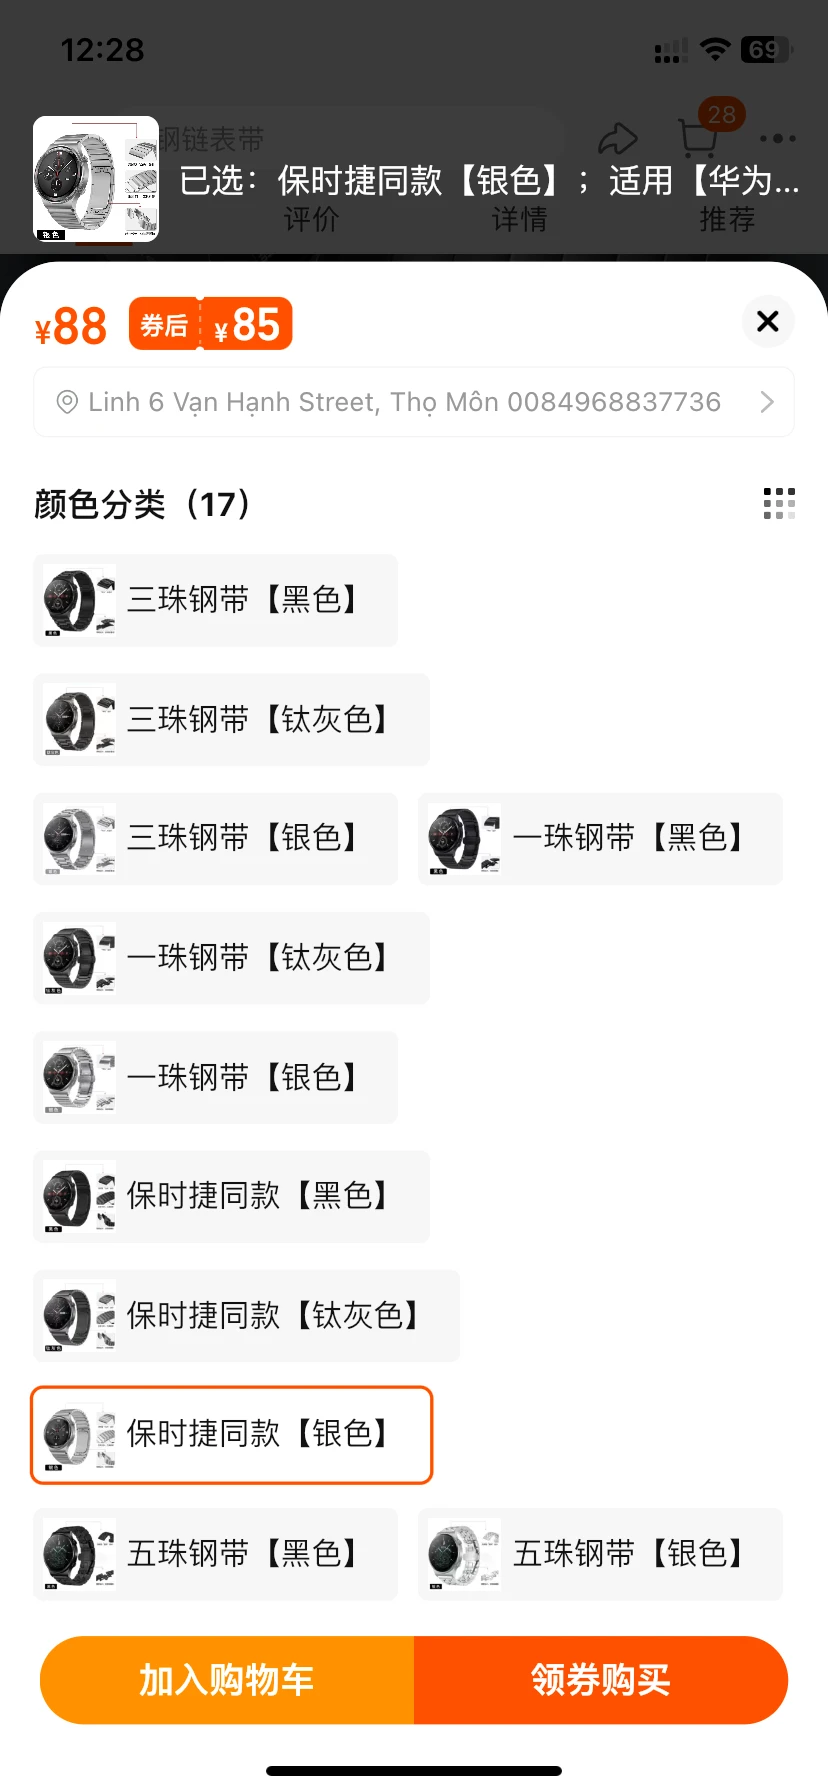 12:28
69
钢链表带
28
已选：保时捷同款【银色】；适用【华为...
评价
详情
推荐
银色
¥88
券后 ¥85
Linh 6 Vạn Hạnh Street, Thọ Môn 0084968837736
颜色分类（17）
三珠钢带【黑色】
三珠钢带【钛灰色】
三珠钢带【银色】
一珠钢带【黑色】
一珠钢带【钛灰色】
一珠钢带【银色】
保时捷同款【黑色】
保时捷同款【钛灰色】
保时捷同款【银色】
五珠钢带【黑色】
五珠钢带【银色】
加入购物车
领券购买